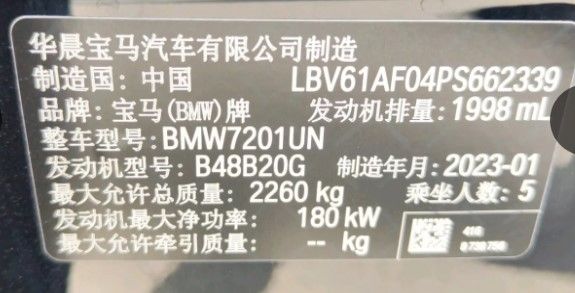 华晨宝马汽车有限公司制造
制造国: 中国 LBV61AF04PS662339
品牌: 宝马(BMW)牌 发动机排量: 1998 mL
整车型号: BMW7201UN
发动机型号: B48B20G 制造年月: 2023-01
最大允许总质量: 2260 kg 乘坐人数: 5
发动机最大净功率: 180 kW
最大允许牵引质量: -- kg